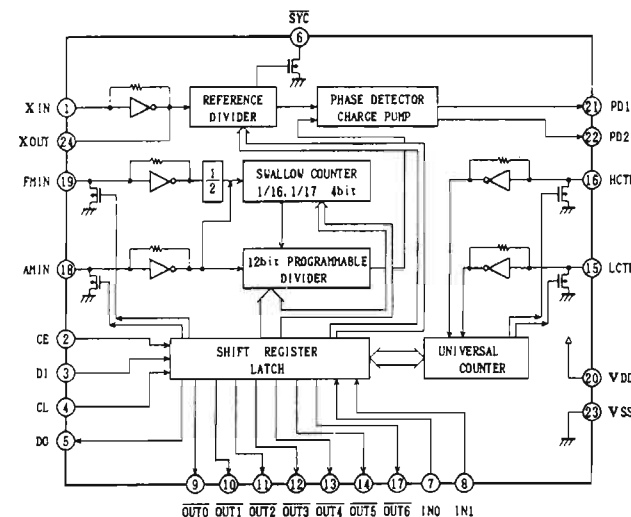 SYC
6
XIN 1
REFERENCE
DIVIDER
PHASE DETECTOR
CHARGE PUMP
21 PD1
XOUT 24
22 PD2
FMIN 19
1/2
SWALLOW COUNTER
1/16, 1/17 4bit
16 HCTR
AMIN 18
12bit PROGRAMMABLE
DIVIDER
15 LCTR
CE 2
DI 3
SHIFT REGISTER
LATCH
UNIVERSAL
COUNTER
20 VDD
CL 4
23 VSS
DO 5
9 10 11 12 13 14 17 7 8
OUT0 OUT1 OUT2 OUT3 OUT4 OUT5 OUT6 IN0 IN1